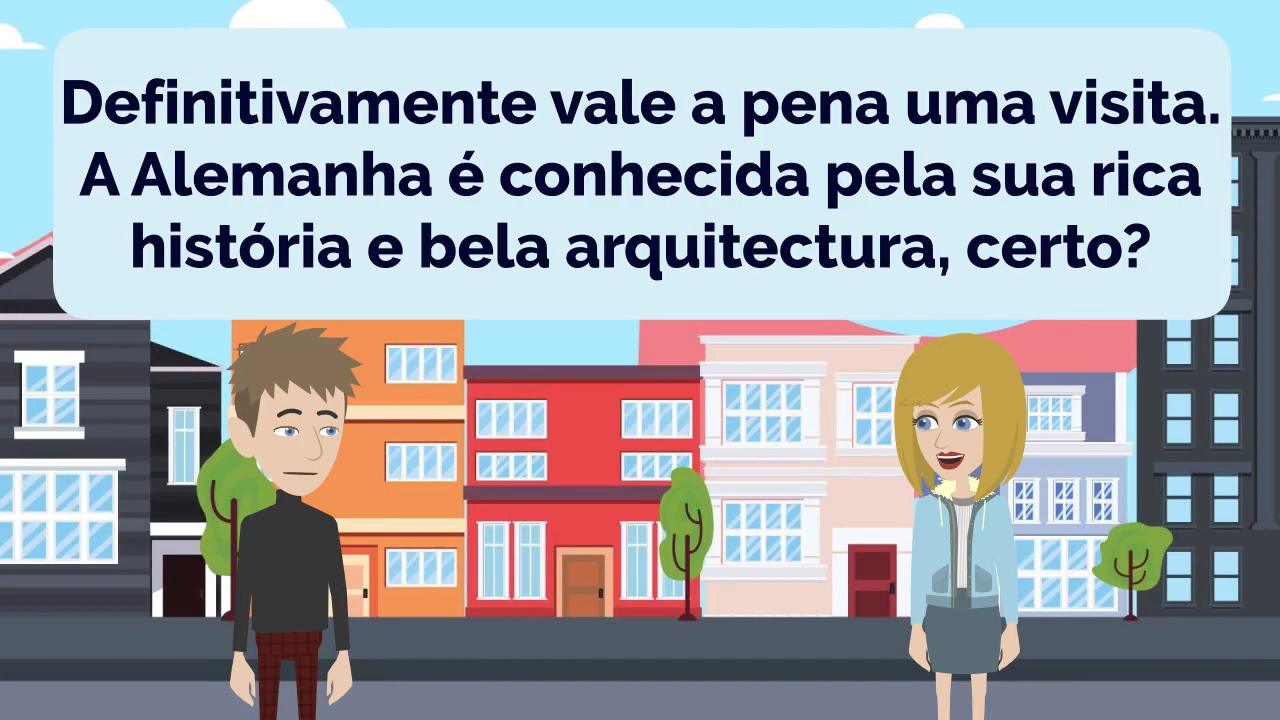 Definitivamente vale a pena uma visita.
A Alemanha é conhecida pela sua rica
história e bela arquitectura, certo?